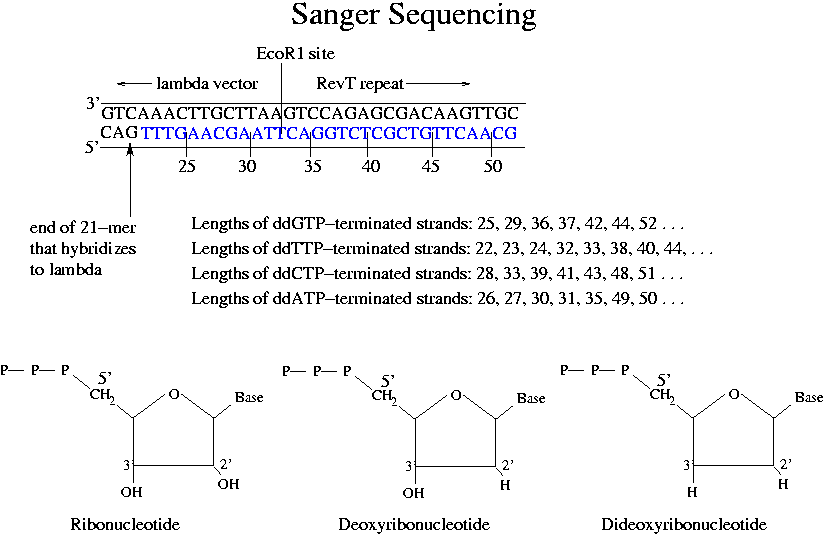 Sanger Sequencing
EcoR1 site
lambda vector RevT repeat
3’
GTCAAACTTGCTTAAGTCCAGAGCGACAAGTTGC
CAGTTTGAACGAATTCAGGTCTCGCTGTTCAACG
5’
25 30 35 40 45 50
end of 21–mer
that hybridizes
to lambda
Lengths of ddGTP–terminated strands: 25, 29, 36, 37, 42, 44, 52 . . .
Lengths of ddTTP–terminated strands: 22, 23, 24, 32, 33, 38, 40, 44, . . .
Lengths of ddCTP–terminated strands: 28, 33, 39, 41, 43, 48, 51 . . .
Lengths of ddATP–terminated strands: 26, 27, 30, 31, 35, 49, 50 . . .
P P P 5’ CH2 O Base
3’ 2’
OH OH
Ribonucleotide
P P P 5’ CH2 O Base
3’ 2’
OH H
Deoxyribonucleotide
P P P 5’ CH2 O Base
3’ 2’
H H
Dideoxyribonucleotide